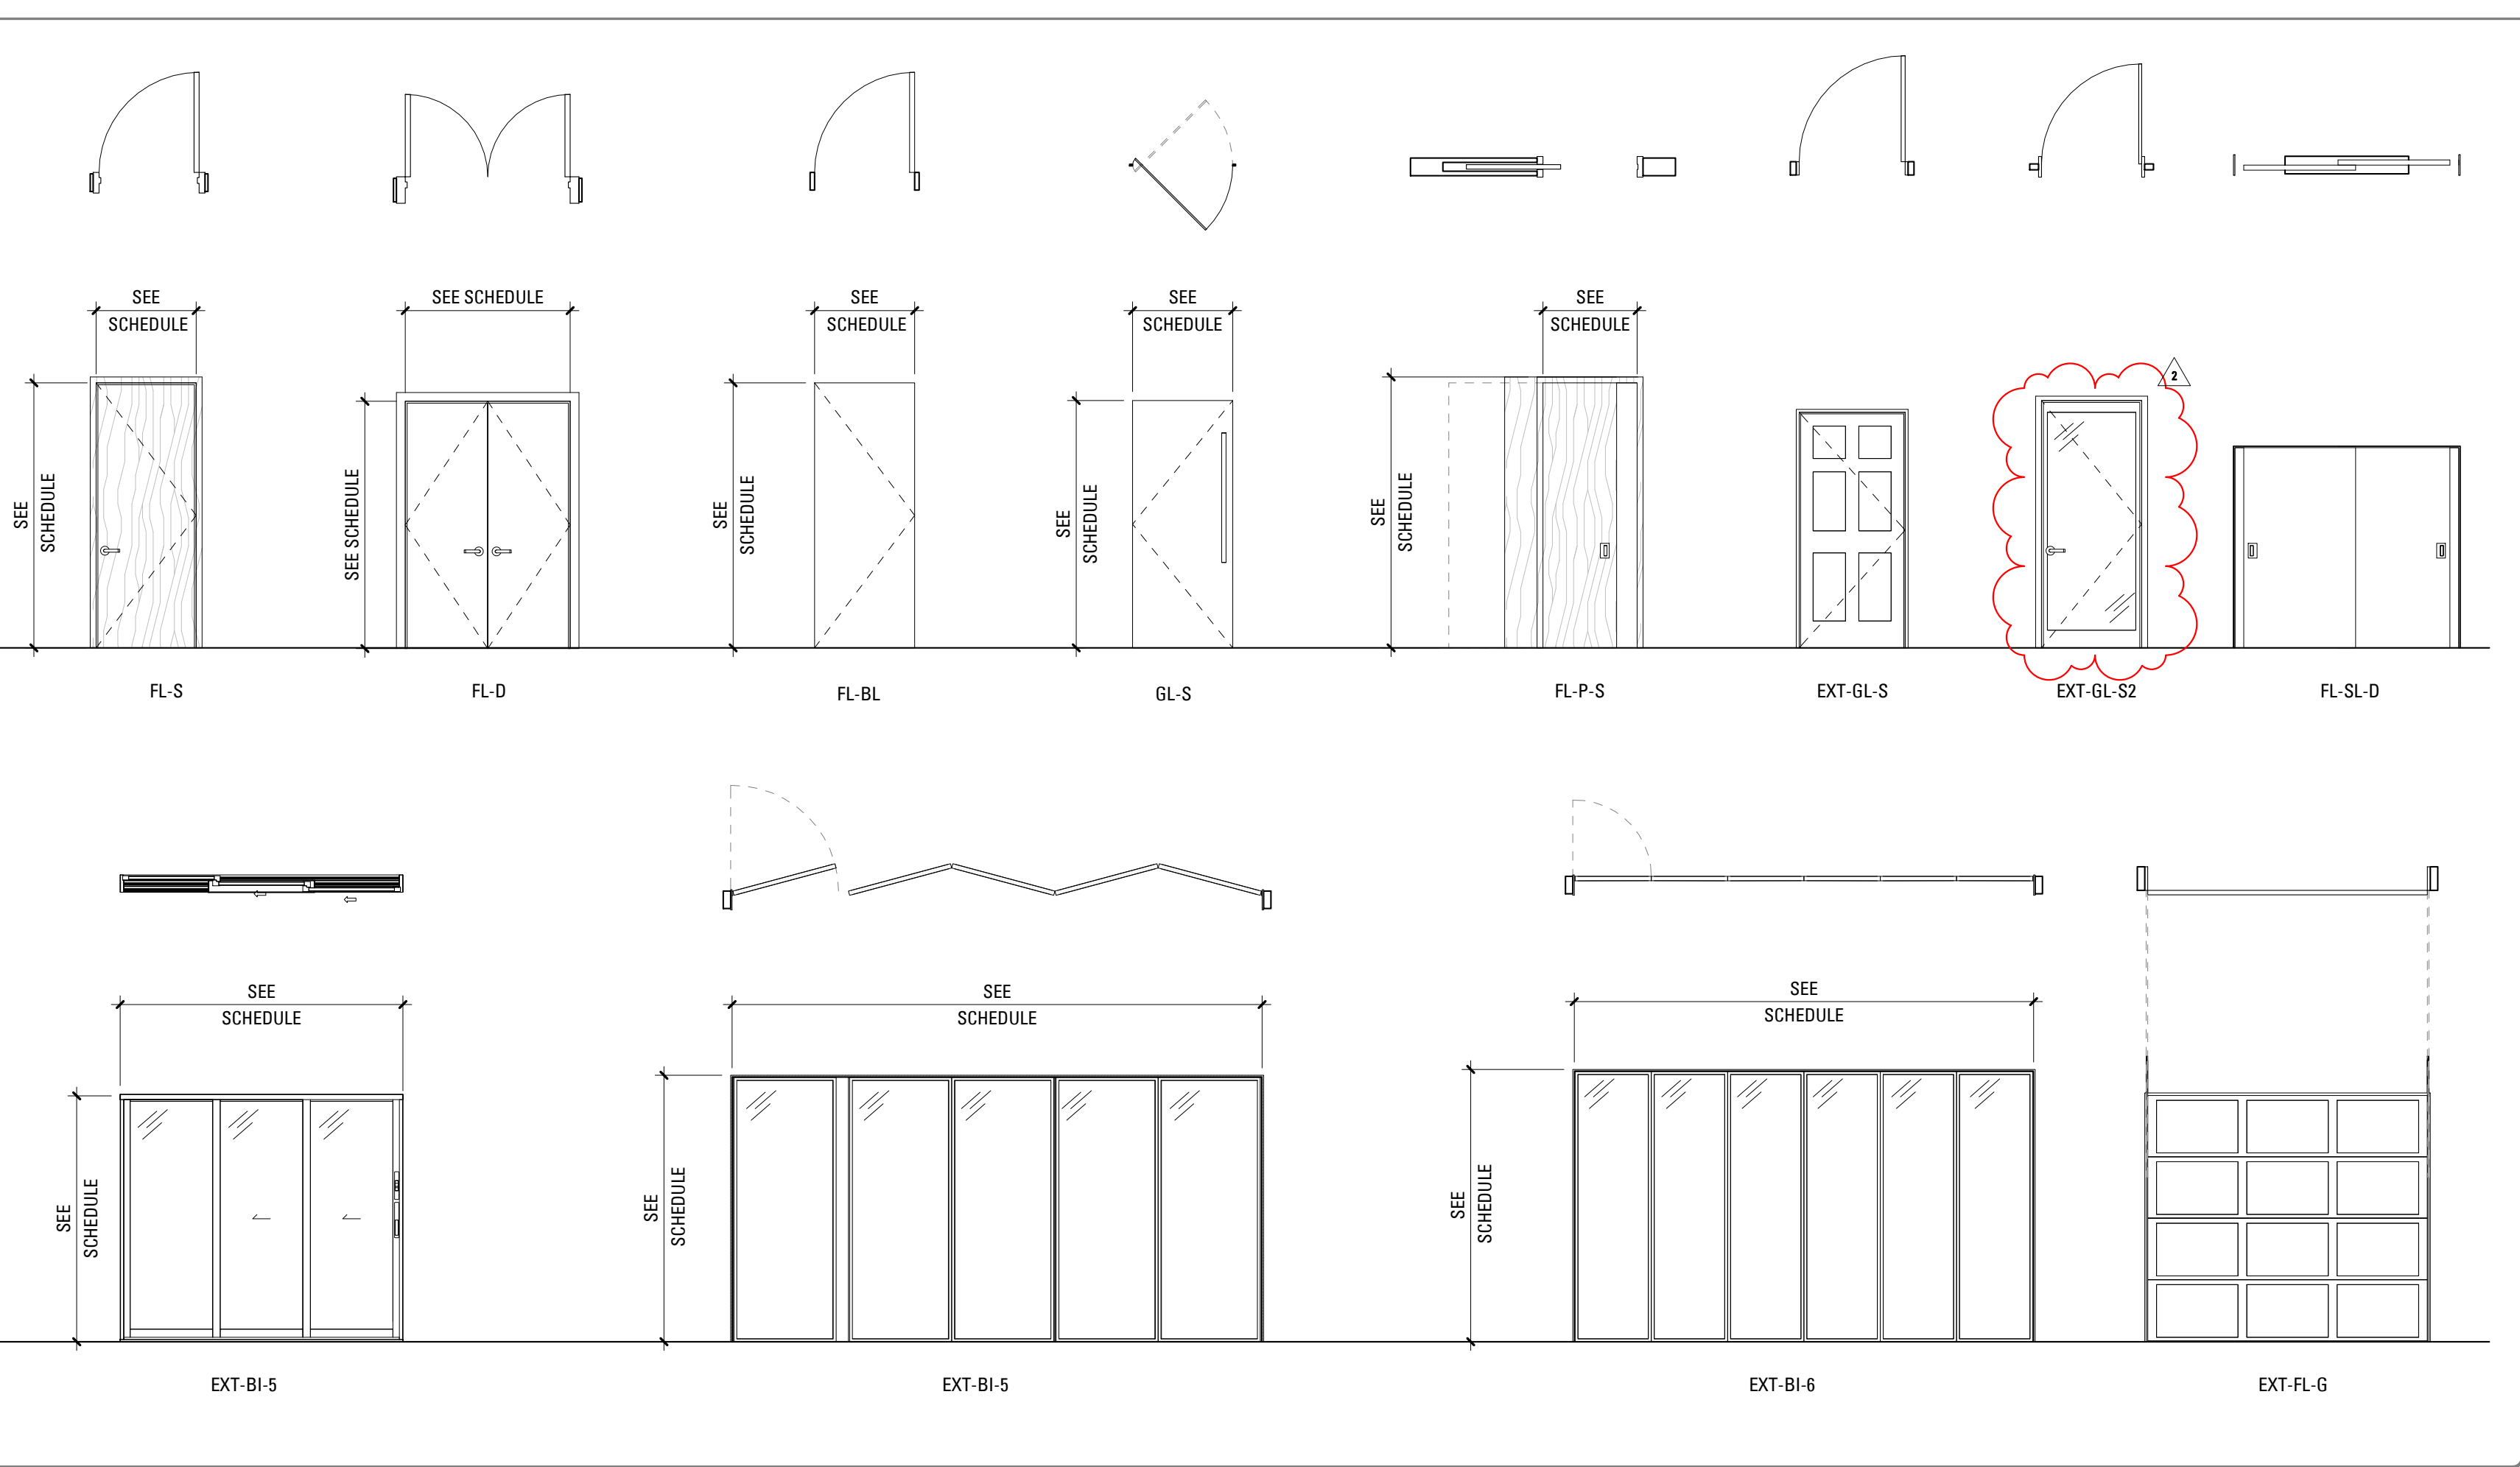 SEE
SCHEDULE
SEE SCHEDULE
SEE
SCHEDULE
SEE
SCHEDULE
SEE
SCHEDULE
SEE
SCHEDULE
SEE SCHEDULE
SEE
SCHEDULE
SEE
SCHEDULE
SEE
SCHEDULE
2
FL-S
FL-D
FL-BL
GL-S
FL-P-S
EXT-GL-S
EXT-GL-S2
FL-SL-D
SEE
SCHEDULE
SEE
SCHEDULE
SEE
SCHEDULE
SEE
SCHEDULE
SEE
SCHEDULE
SEE
SCHEDULE
EXT-BI-5
EXT-BI-5
EXT-BI-6
EXT-FL-G